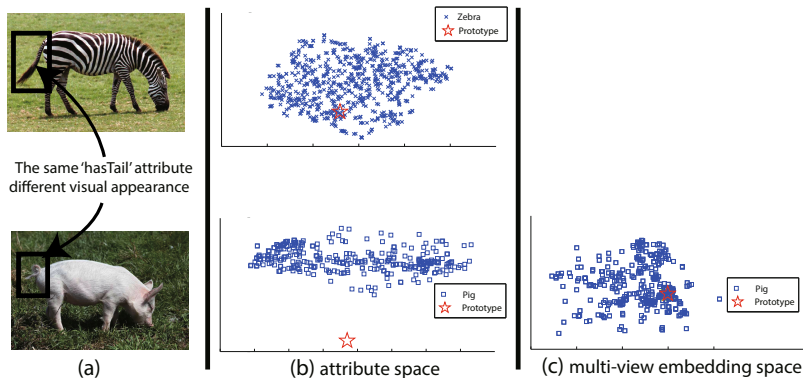 Zebra
Prototype
The same 'hasTail' attribute
different visual appearance
Pig
Prototype
Pig
Prototype
(a)
(b) attribute space
(c) multi-view embedding space